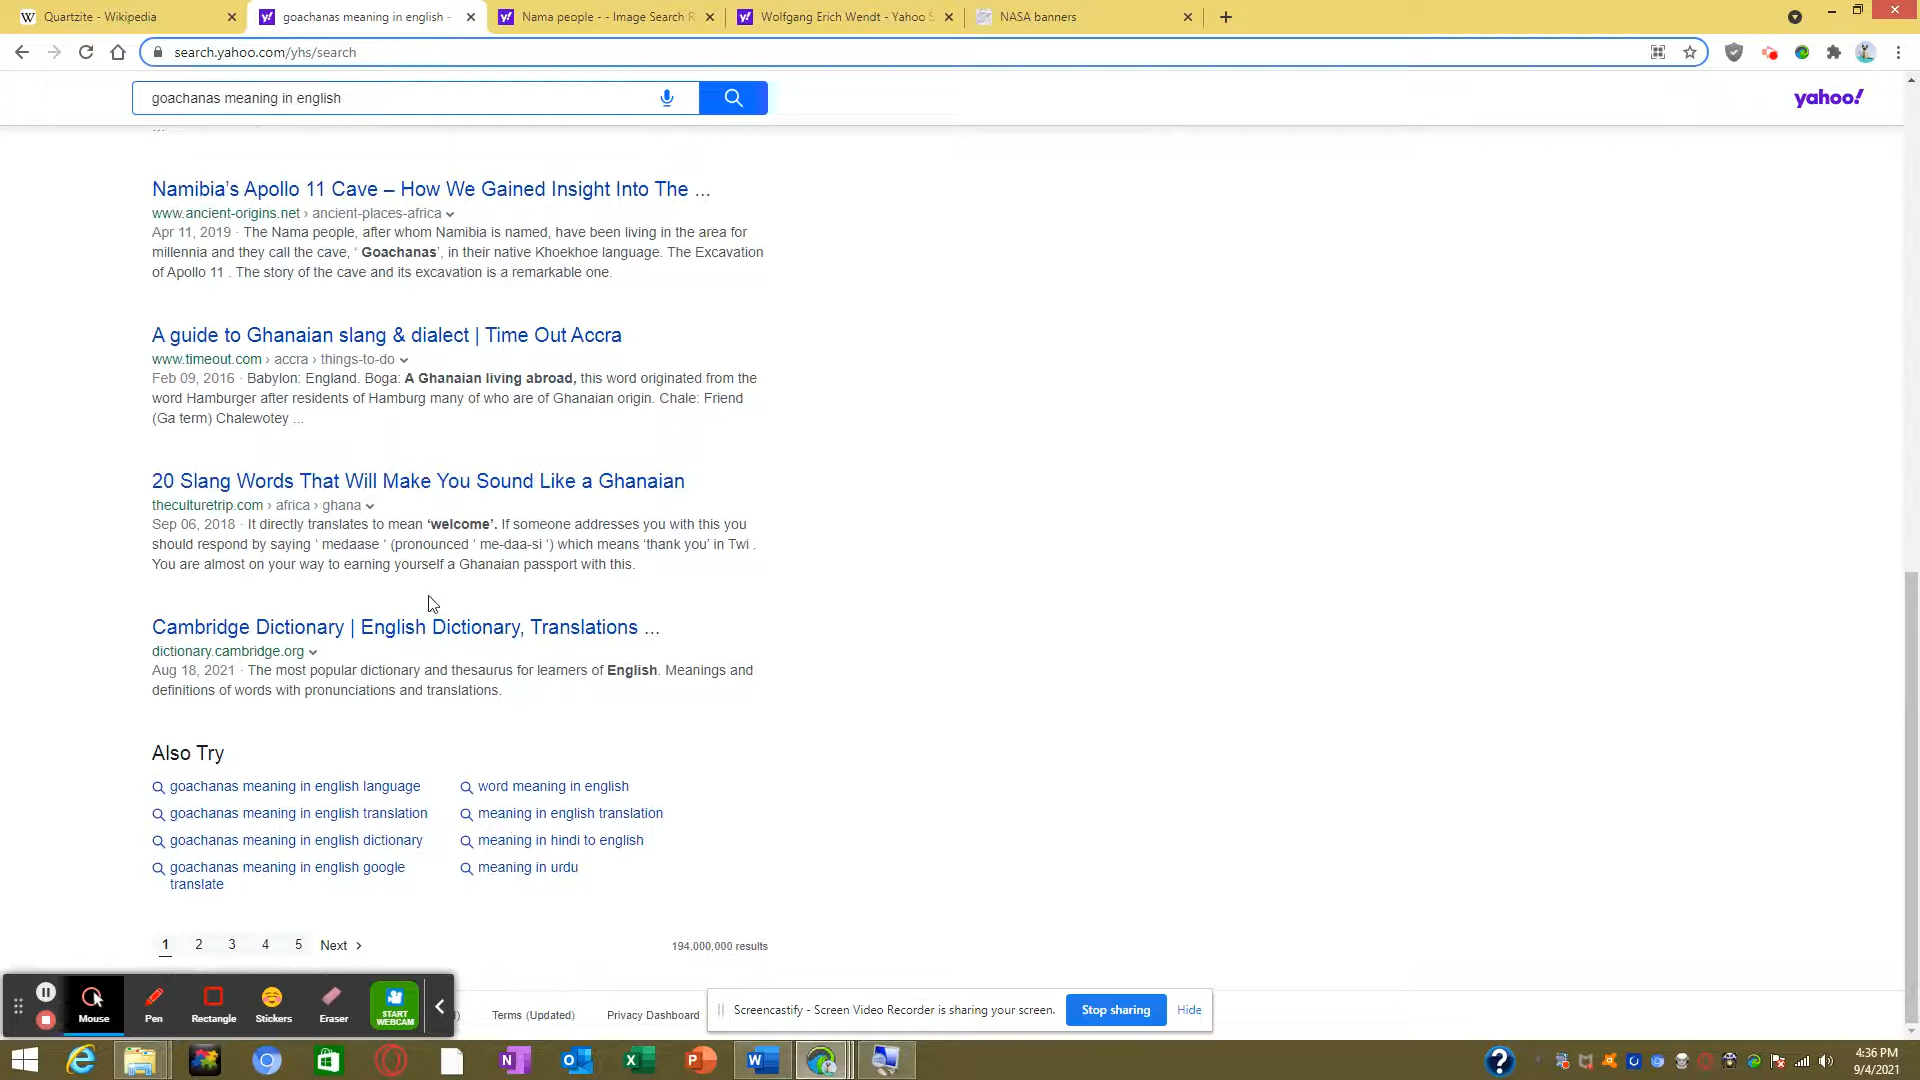 Quartzite - Wikipedia
goachanas meaning in english -
Nama people - - Image Search R
Wolfgang Erich Wendt - Yahoo S
NASA banners
search.yahoo.com/yhs/search
goachanas meaning in english
yahoo!
...
Namibia's Apollo 11 Cave – How We Gained Insight Into The ...
www.ancient-origins.net › ancient-places-africa
Apr 11, 2019 · The Nama people, after whom Namibia is named, have been living in the area for
millennia and they call the cave, ‘ Goachanas’, in their native Khoekhoe language. The Excavation
of Apollo 11 . The story of the cave and its excavation is a remarkable one.
A guide to Ghanaian slang & dialect | Time Out Accra
www.timeout.com › accra › things-to-do
Feb 09, 2016 · Babylon: England. Boga: A Ghanaian living abroad, this word originated from the
word Hamburger after residents of Hamburg many of who are of Ghanaian origin. Chale: Friend
(Ga term) Chalewotey ...
20 Slang Words That Will Make You Sound Like a Ghanaian
theculturetrip.com › africa › ghana
Sep 06, 2018 · It directly translates to mean ‘welcome’. If someone addresses you with this you
should respond by saying ‘ medaase ‘ (pronounced ‘ me-daa-si ‘) which means ‘thank you’ in Twi .
You are almost on your way to earning yourself a Ghanaian passport with this.
Cambridge Dictionary | English Dictionary, Translations ...
dictionary.cambridge.org
Aug 18, 2021 · The most popular dictionary and thesaurus for learners of English. Meanings and
definitions of words with pronunciations and translations.
Also Try
goachanas meaning in english language
word meaning in english
goachanas meaning in english translation
meaning in english translation
goachanas meaning in english dictionary
meaning in hindi to english
goachanas meaning in english google
translate
meaning in urdu
1 2 3 4 5 Next
194,000,000 results
Mouse Pen Rectangle Stickers Eraser START WEBCAM
Terms (Updated) Privacy Dashboard
Screencastify - Screen Video Recorder is sharing your screen. Stop sharing Hide
4:36 PM
9/4/2021